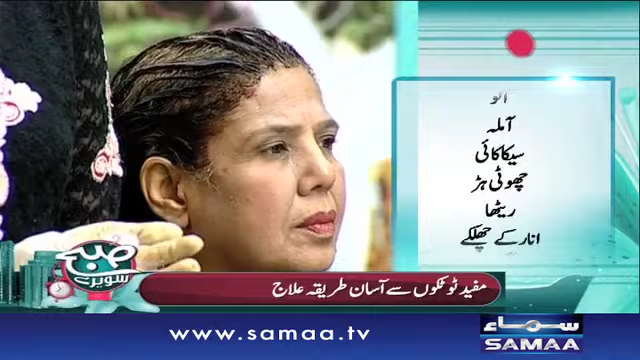 آملہ
سیکاکائی
چھوٹی ہڑ
ریٹھا
انار کے چھلکے
صبح
سویرے
مفید ٹوٹکوں سے آسان طریقہ علاج
www.samaa.tv
سماء
SAMAA